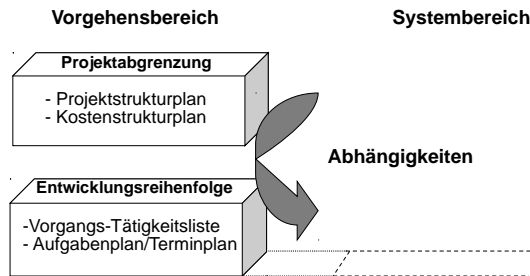 Vorgehensbereich
Systembereich
Projektabgrenzung
- Projektstrukturplan
- Kostenstrukturplan
Abhängigkeiten
Entwicklungsreihenfolge
-Vorgangs-Tätigkeitsliste
- Aufgabenplan/Terminplan